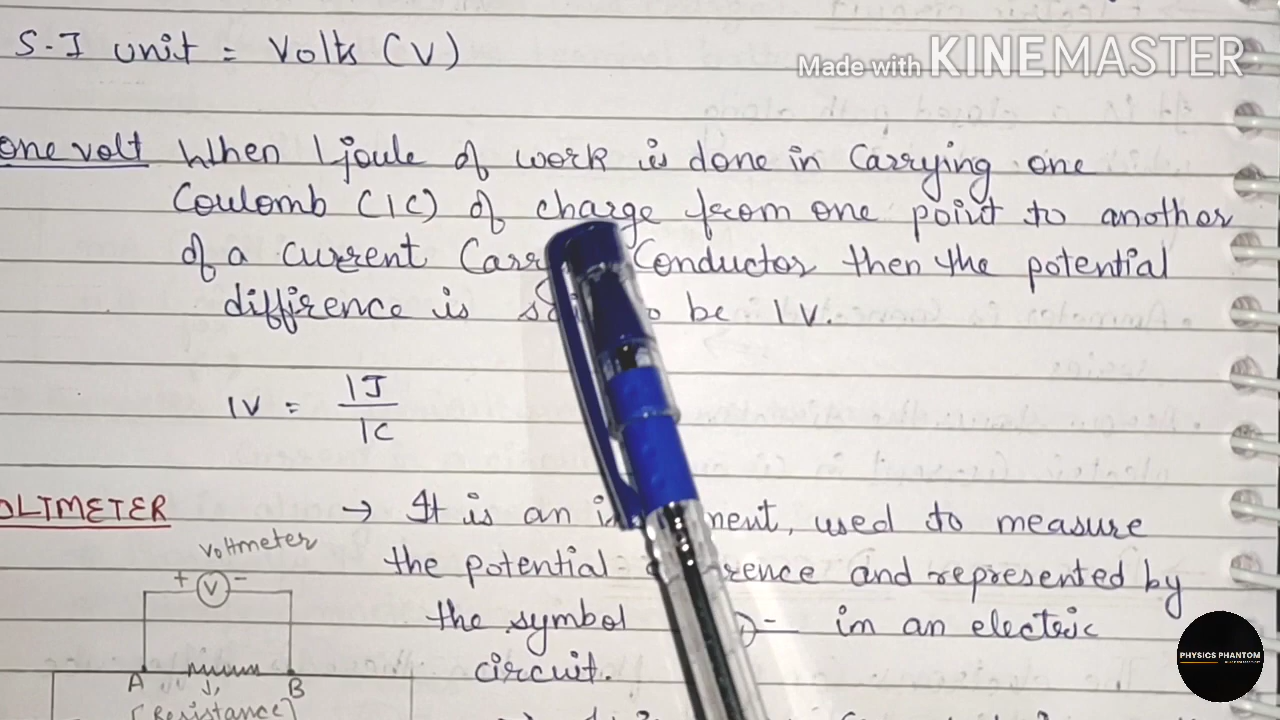 S.I unit = Volts (V)
Made with KINEMASTER
one volt When 1 joule of work is done in Carrying one
Coulomb (1C) of charge from one point to another
of a current Conductor then the potential
diffirence is be 1V.
1V = 1J
1C
OLTMETER → It is an used to measure
voltmeter
the potential and represented by
+ V -
the symbol - in an electric
circuit.
A B
[Resistance]
PHYSICS PHANTOM